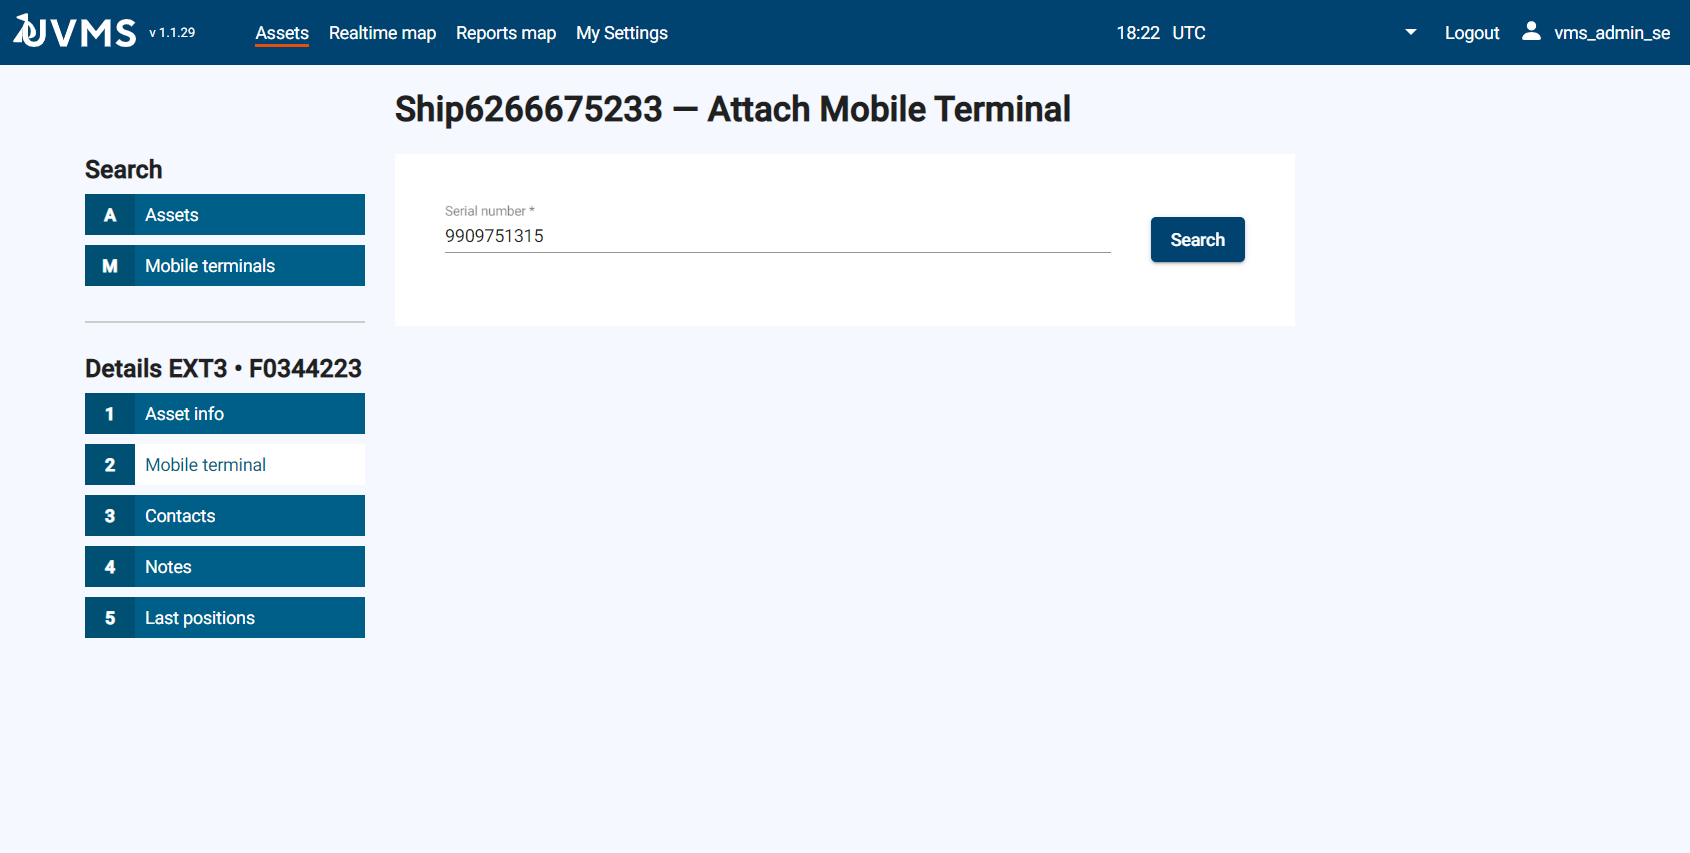 UVMS v 1.1.29 Assets Realtime map Reports map My Settings 18:22 UTC Logout vms_admin_se
Ship6266675233 — Attach Mobile Terminal
Search
A Assets
M Mobile terminals
Serial number *
9909751315
Search
Details EXT3 • F0344223
1 Asset info
2 Mobile terminal
3 Contacts
4 Notes
5 Last positions